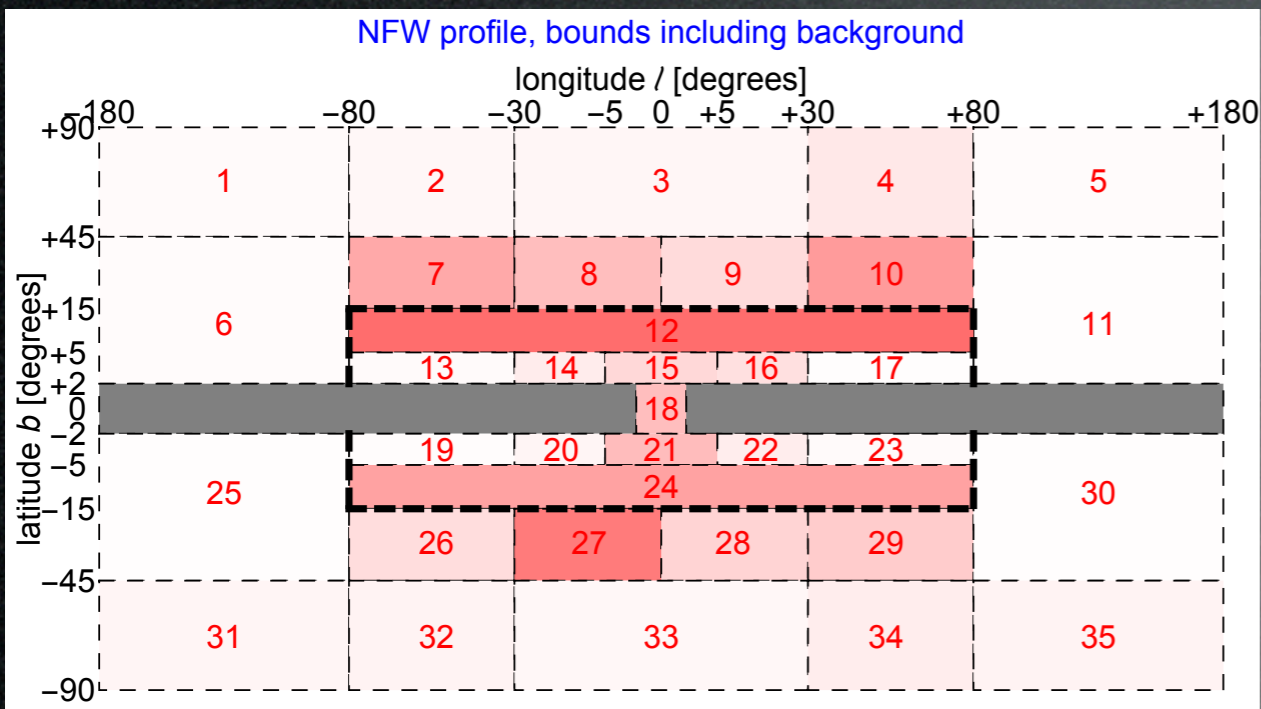 NFW profile, bounds including background
longitude l [degrees]
−180 −80 −30 −5 0 +5 +30 +80 +180
+90
1 2 3 4 5
+45
7 8 9 10
+15
6 12 11
+5
13 14 15 16 17
+2
0 18
−2
19 20 21 22 23
−5
25 24 30
−15
26 27 28 29
−45
31 32 33 34 35
−90
latitude b [degrees]